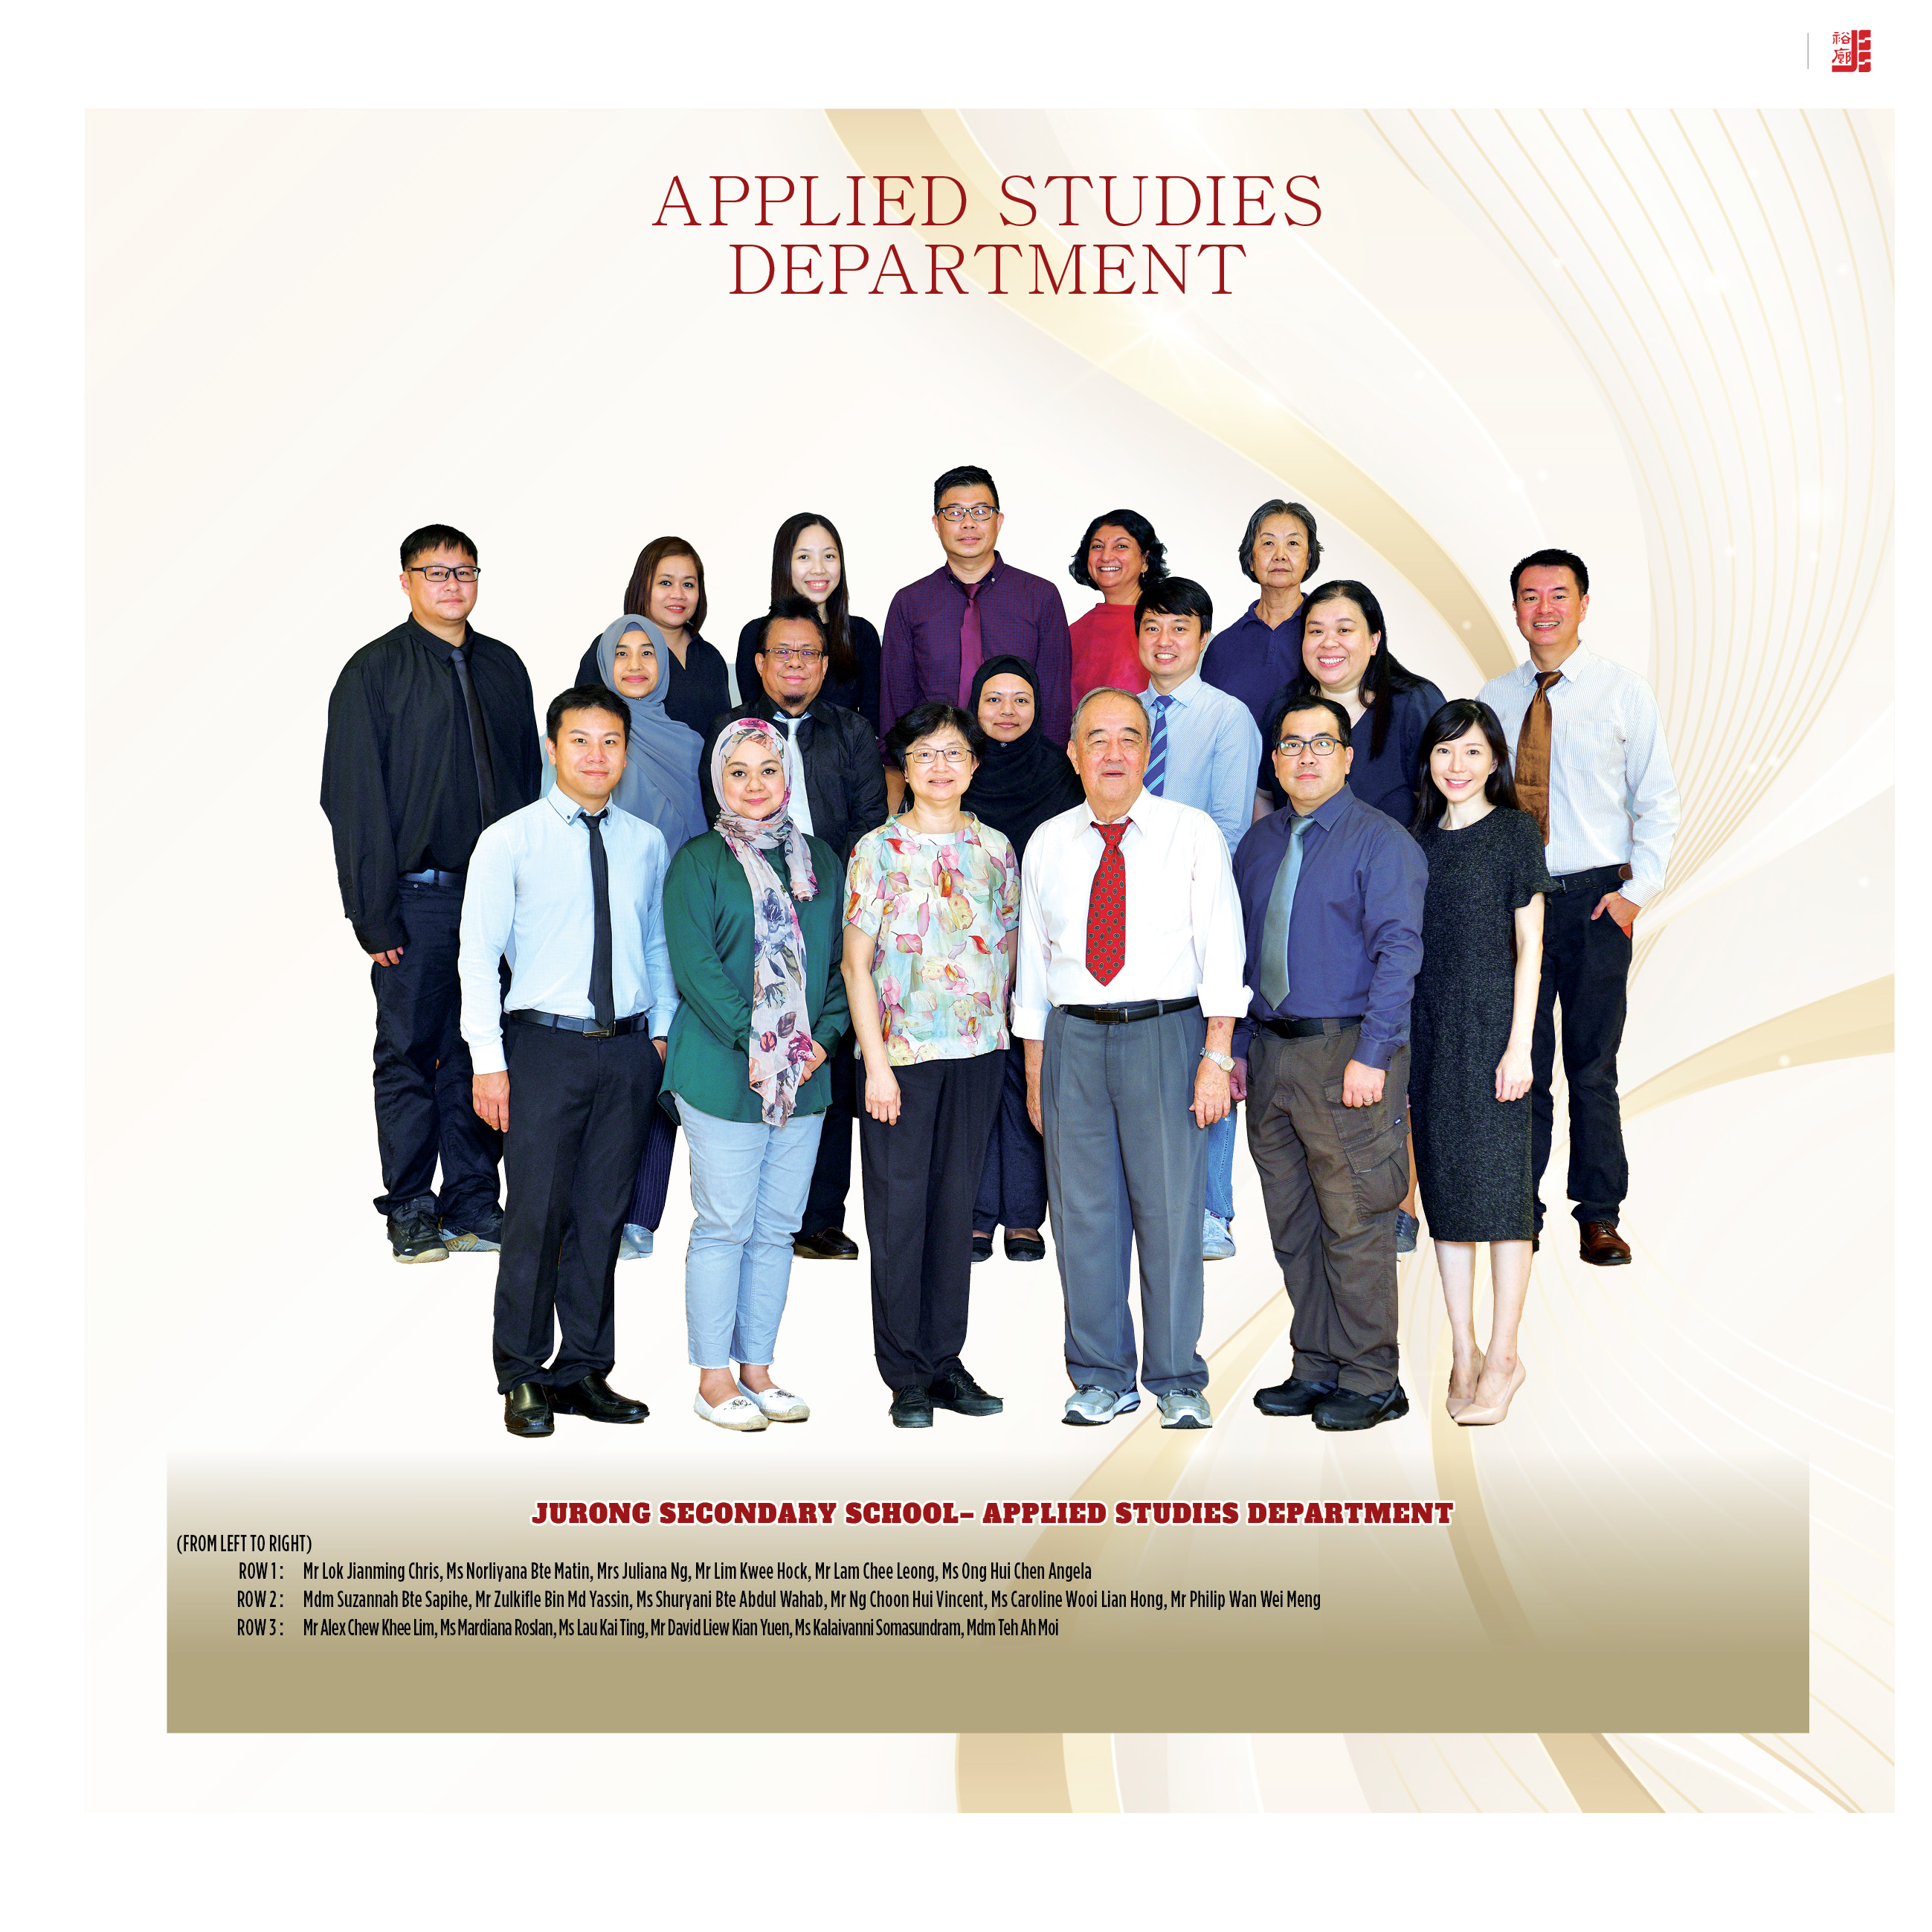 裕廊
APPLIED STUDIES
DEPARTMENT
JURONG SECONDARY SCHOOL– APPLIED STUDIES DEPARTMENT
(FROM LEFT TO RIGHT)
ROW 1 : Mr Lok Jianming Chris, Ms Norliyana Bte Matin, Mrs Juliana Ng, Mr Lim Kwee Hock, Mr Lam Chee Leong, Ms Ong Hui Chen Angela
ROW 2 : Mdm Suzannah Bte Sapihe, Mr Zulkifle Bin Md Yassin, Ms Shuryani Bte Abdul Wahab, Mr Ng Choon Hui Vincent, Ms Caroline Wooi Lian Hong, Mr Philip Wan Wei Meng
ROW 3 : Mr Alex Chew Khee Lim, Ms Mardiana Roslan, Ms Lau Kai Ting, Mr David Liew Kian Yuen, Ms Kalaivanni Somasundram, Mdm Teh Ah Moi